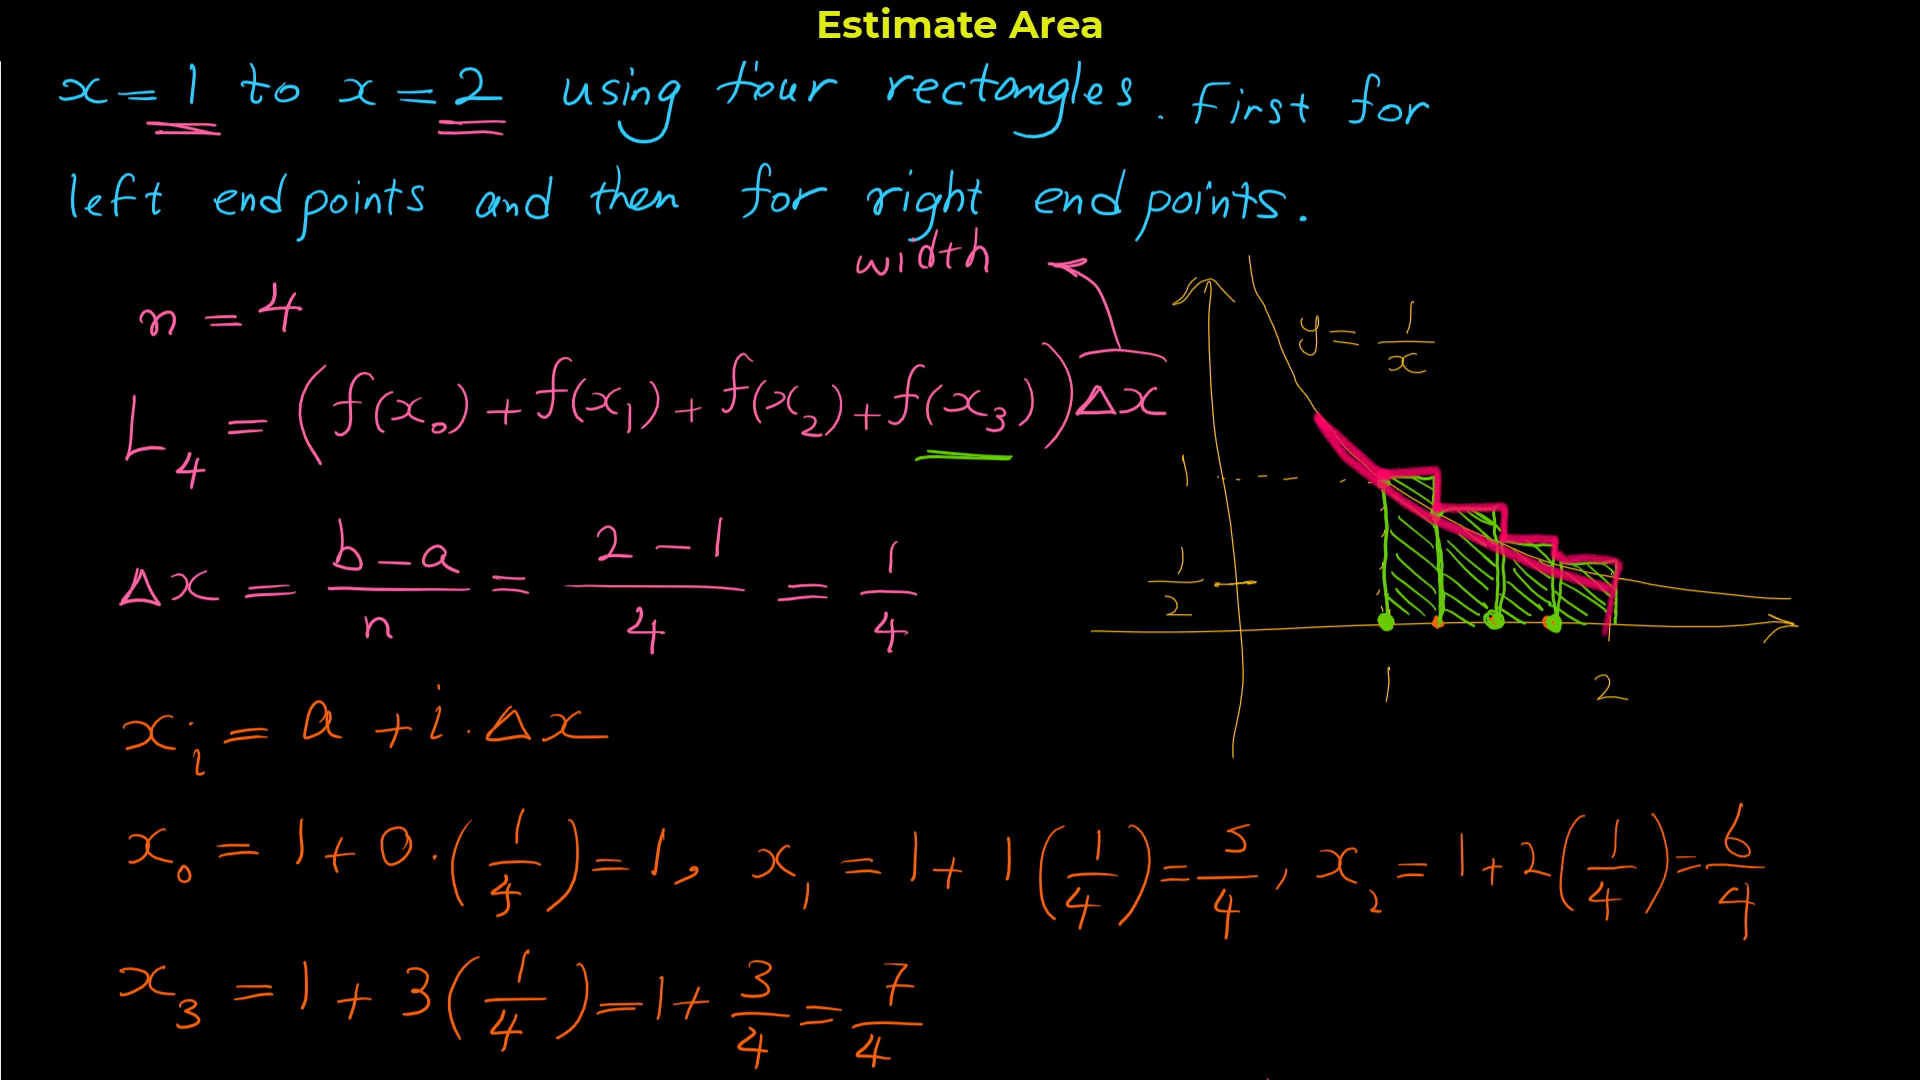 Estimate Area
x = 1 to x = 2 using four rectangles. First for
left end points and then for right end points.
width
n = 4
y = 1/x
L₄ = (f(x₀) + f(x₁) + f(x₂) + f(x₃)) Δx
1
Δx = (b - a)/n = (2 - 1)/4 = 1/4
1/2
1 2
xᵢ = a + i · Δx
x₀ = 1 + 0 · (1/4) = 1, x₁ = 1 + 1(1/4) = 5/4, x₂ = 1 + 2(1/4) = 6/4
x₃ = 1 + 3(1/4) = 1 + 3/4 = 7/4